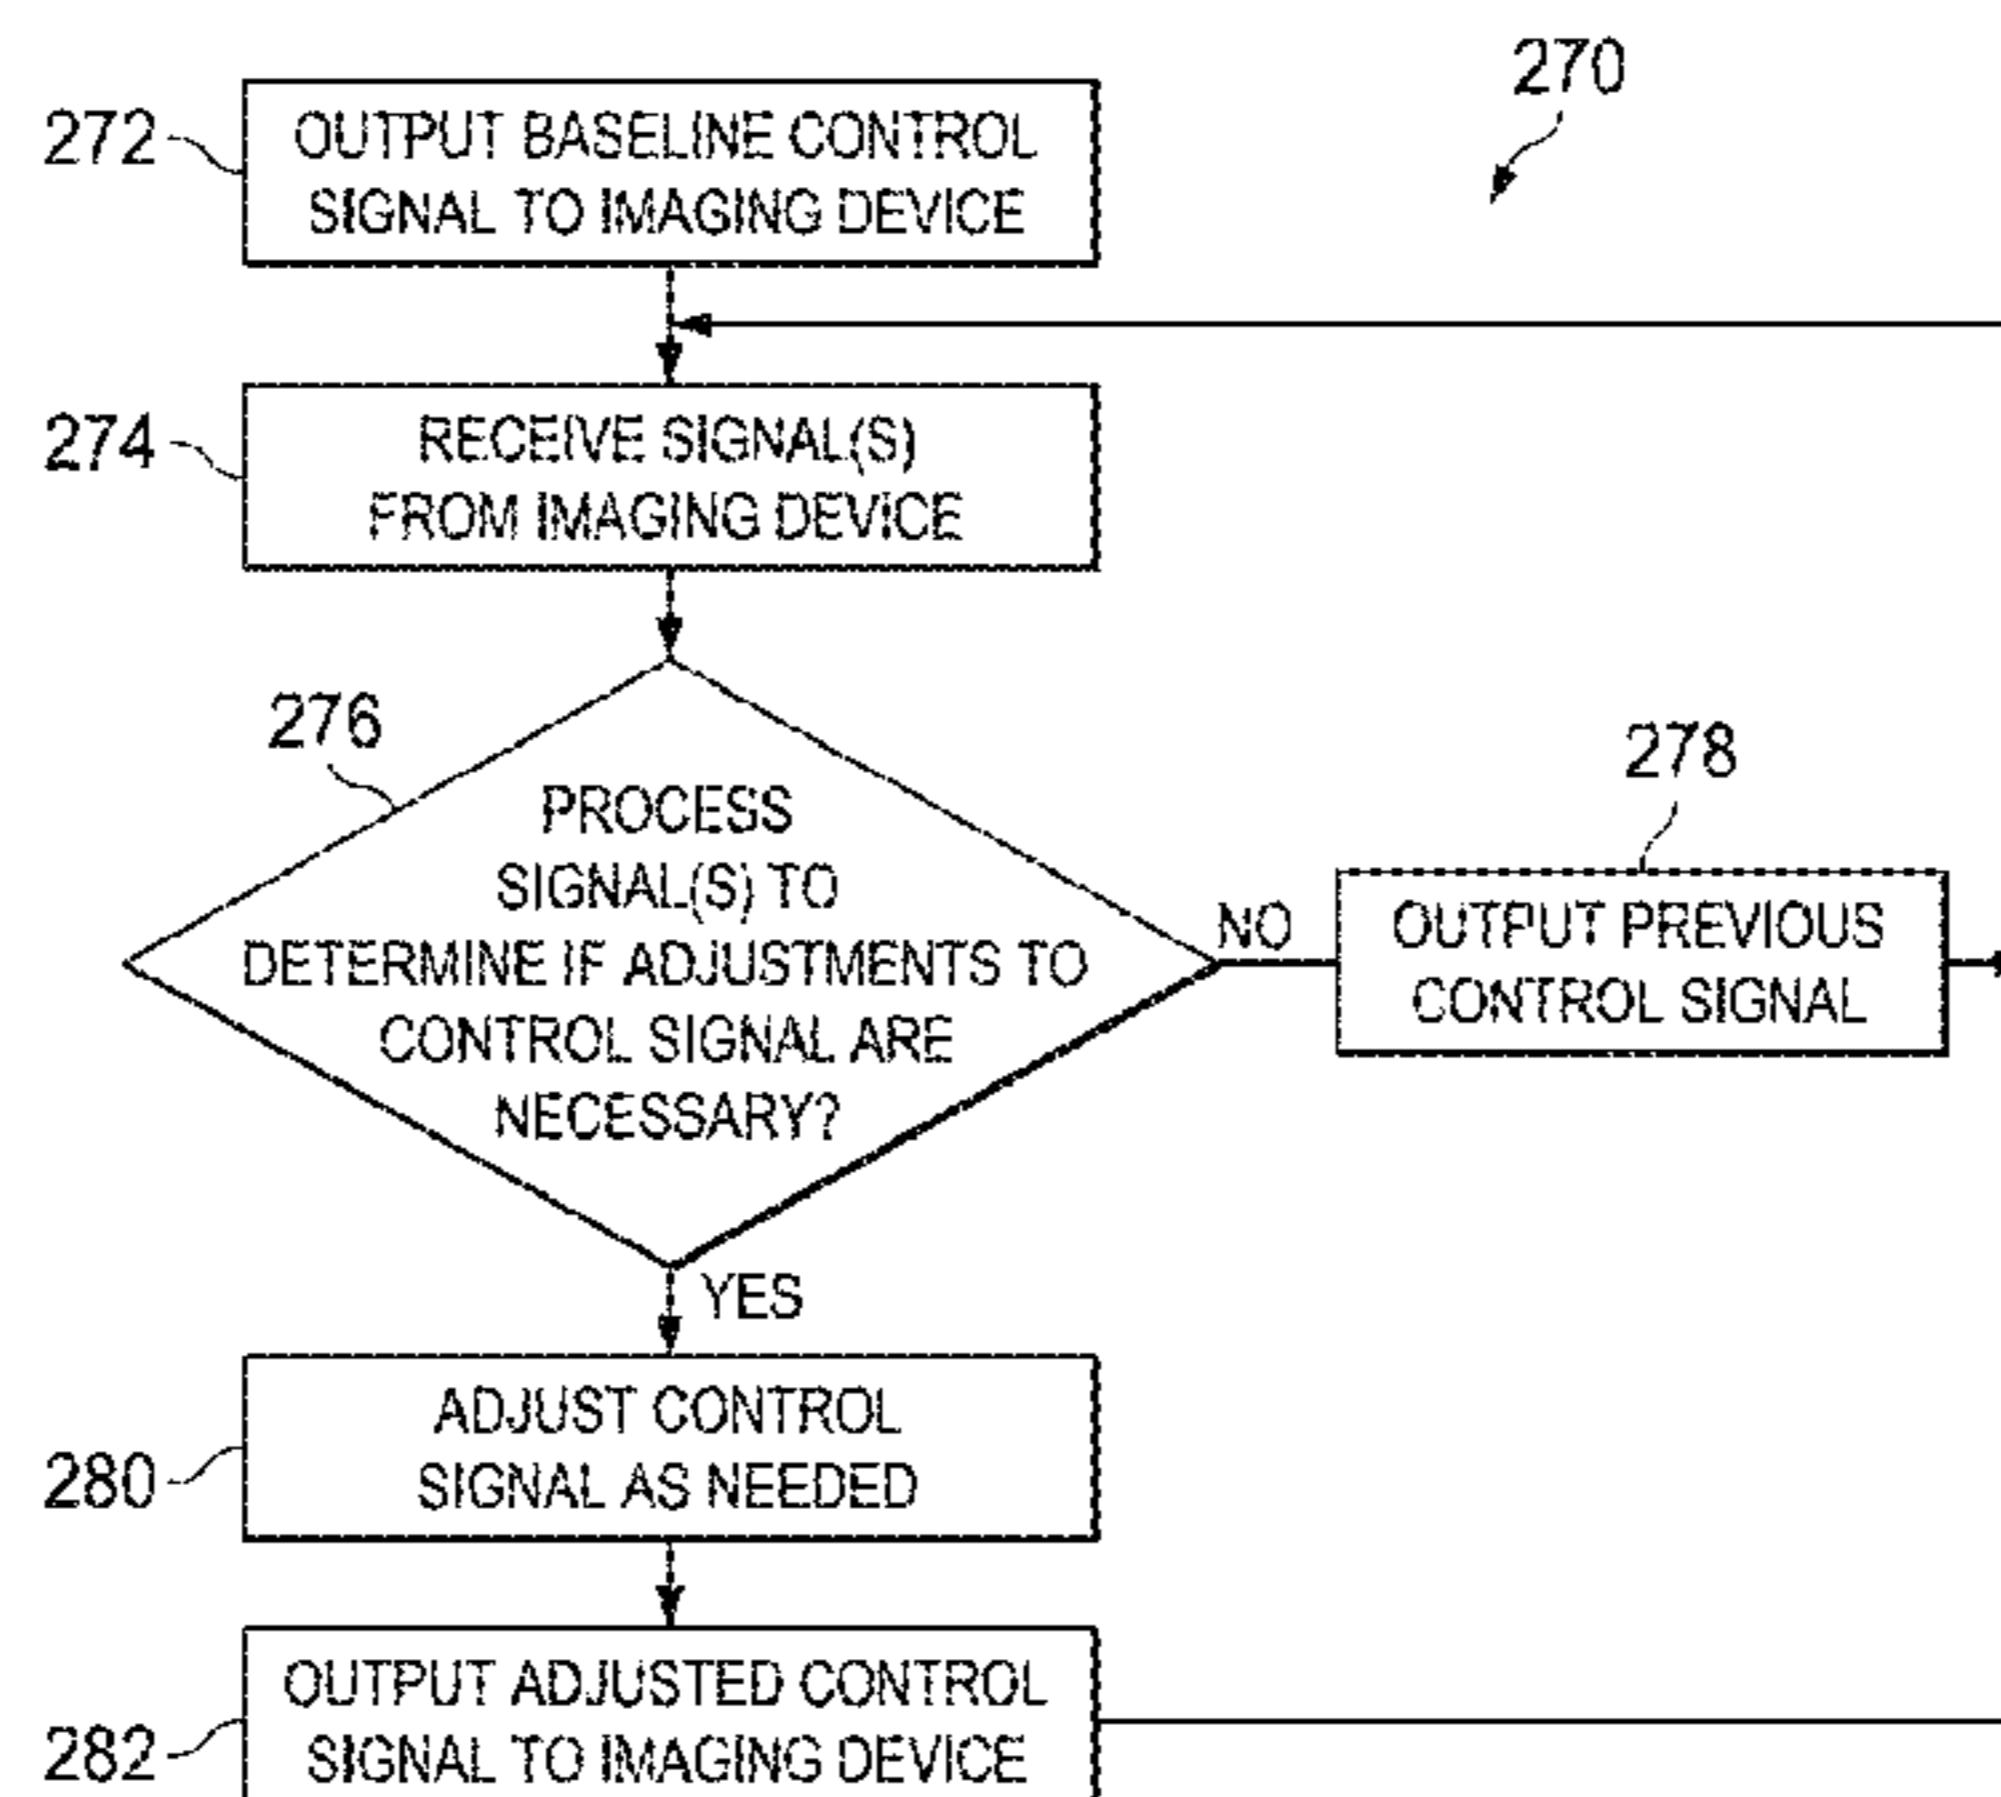 270
272
OUTPUT BASELINE CONTROL
SIGNAL TO IMAGING DEVICE
274
RECEIVE SIGNAL(S)
FROM IMAGING DEVICE
276
PROCESS
SIGNAL(S) TO
DETERMINE IF ADJUSTMENTS TO
CONTROL SIGNAL ARE
NECESSARY?
NO
278
OUTPUT PREVIOUS
CONTROL SIGNAL
YES
280
ADJUST CONTROL
SIGNAL AS NEEDED
282
OUTPUT ADJUSTED CONTROL
SIGNAL TO IMAGING DEVICE